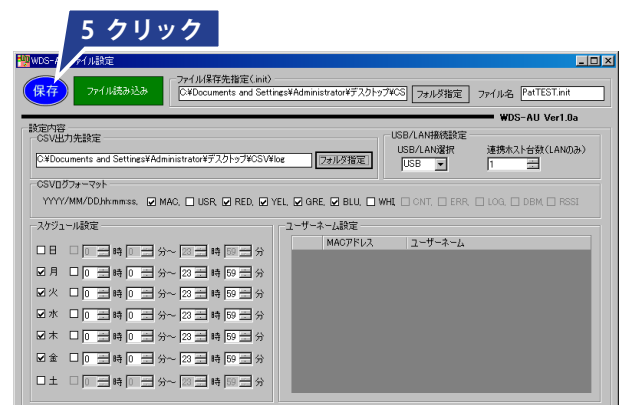 5 クリック
WDS-A ファイル設定
保存
ファイル読み込み
ファイル保存先指定(.init)
C:¥Documents and Settings¥Administrator¥デスクトップ¥CS
フォルダ指定
ファイル名
PatTEST.init
WDS-AU Ver1.0a
設定内容
CSV出力先設定
C:¥Documents and Settings¥Administrator¥デスクトップ¥CSV¥log
フォルダ指定
USB/LAN接続設定
USB/LAN選択
連携ホスト台数(LANのみ)
USB
1
CSVログフォーマット
YYYY/MM/DD,hh:mm:ss, MAC, USR, RED, YEL, GRE, BLU, WHI, CNT, ERR, LOG, DBM, RSSI
スケジュール設定
日 0 時 0 分～ 23 時 59 分
月 0 時 0 分～ 23 時 59 分
火 0 時 0 分～ 23 時 59 分
水 0 時 0 分～ 23 時 59 分
木 0 時 0 分～ 23 時 59 分
金 0 時 0 分～ 23 時 59 分
土 0 時 0 分～ 23 時 59 分
ユーザーネーム設定
MACアドレス ユーザーネーム